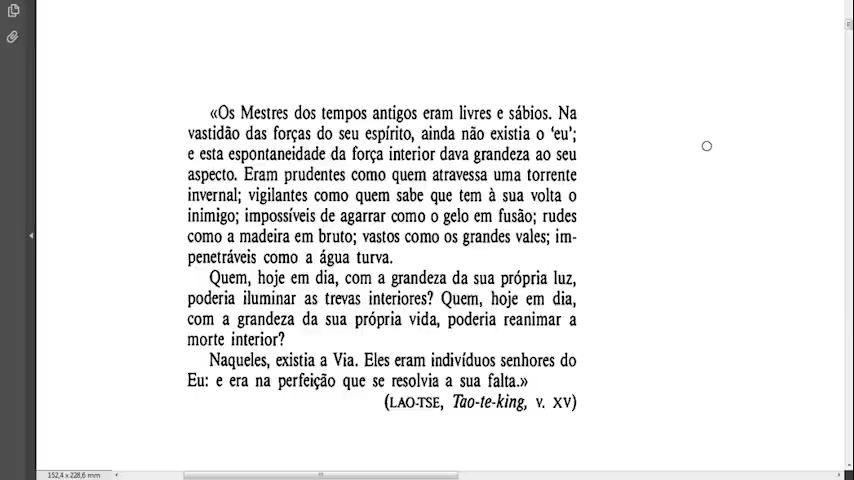 «Os Mestres dos tempos antigos eram livres e sábios. Na
vastidão das forças do seu espírito, ainda não existia o ‘eu’;
e esta espontaneidade da força interior dava grandeza ao seu
aspecto. Eram prudentes como quem atravessa uma torrente
invernal; vigilantes como quem sabe que tem à sua volta o
inimigo; impossíveis de agarrar como o gelo em fusão; rudes
como a madeira em bruto; vastos como os grandes vales; im-
penetráveis como a água turva.
Quem, hoje em dia, com a grandeza da sua própria luz,
poderia iluminar as trevas interiores? Quem, hoje em dia,
com a grandeza da sua própria vida, poderia reanimar a
morte interior?
Naqueles, existia a Via. Eles eram indivíduos senhores do
Eu: e era na perfeição que se resolvia a sua falta.»
(LAO-TSE, Tao-te-king, v. XV)
152,4 x 228,6 mm